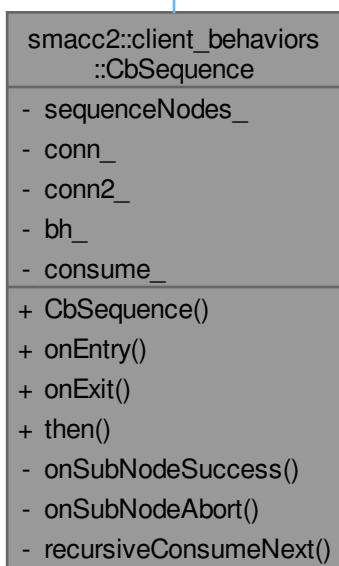 smacc2::client_behaviors
::CbSequence
- sequenceNodes_
- conn_
- conn2_
- bh_
- consume_
+ CbSequence()
+ onEntry()
+ onExit()
+ then()
- onSubNodeSuccess()
- onSubNodeAbort()
- recursiveConsumeNext()